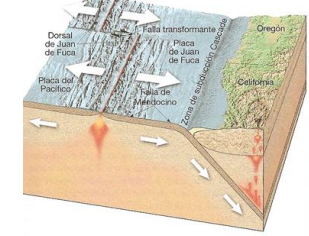 Falla transformante
Oregón
Dorsal
de Juan
de Fuca
Placa
de Juan
de Fuca
Zona de subducción Cascade
Placa del
Pacífico
Falla de
Mendocino
California